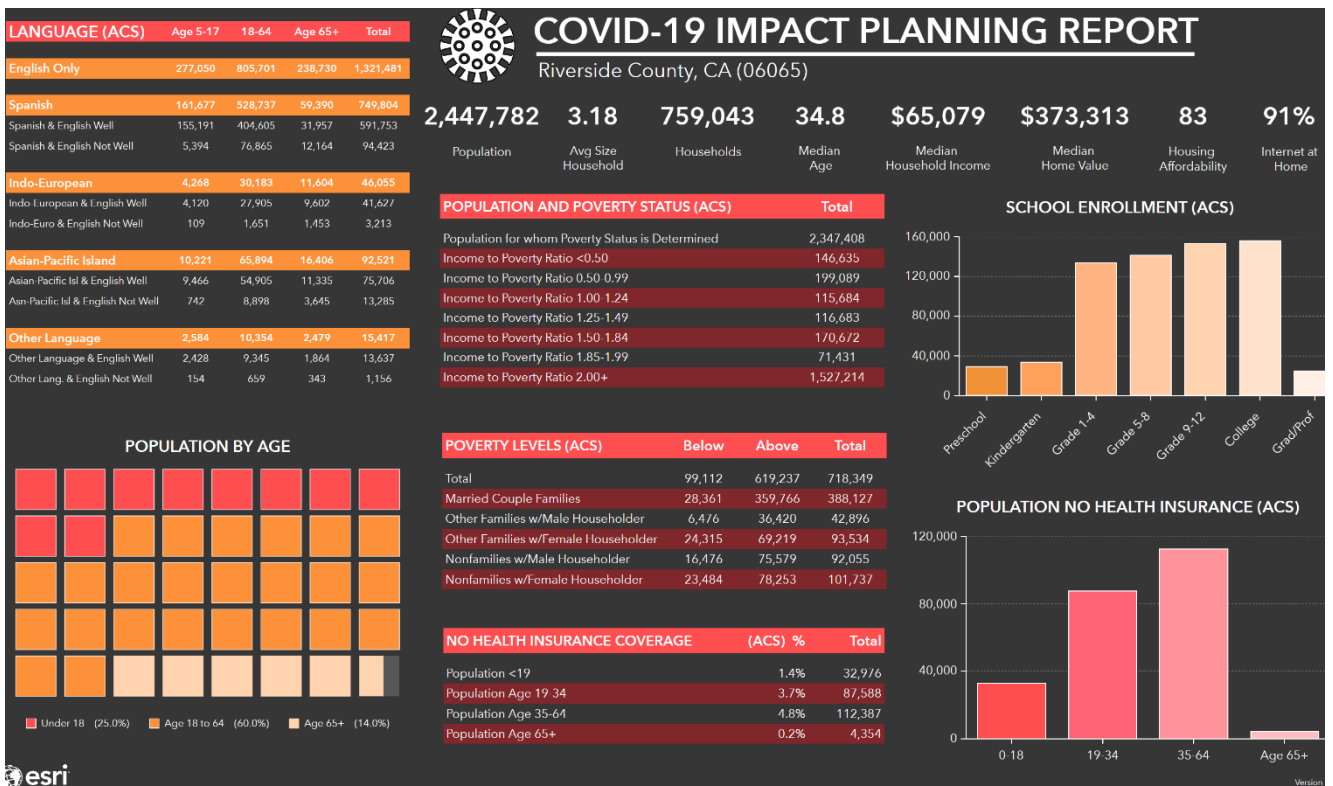 COVID-19 IMPACT PLANNING REPORT
Riverside County, CA (06065)
LANGUAGE (ACS) Age 5-17 18-64 Age 65+ Total
English Only 277,050 805,701 238,730 1,321,481
Spanish 161,677 528,737 59,390 749,804
Spanish & English Well 155,191 404,605 31,957 591,753
Spanish & English Not Well 5,394 76,865 12,164 94,423
Indo-European 4,268 30,183 11,604 46,055
Indo-European & English Well 4,120 27,905 9,602 41,627
Indo-Euro & English Not Well 109 1,651 1,453 3,213
Asian-Pacific Island 10,221 65,894 16,406 92,521
Asian-Pacific Isl & English Well 9,466 54,905 11,335 75,706
Asn-Pacific Isl & English Not Well 742 8,898 3,645 13,285
Other Language 2,584 10,354 2,479 15,417
Other Language & English Well 2,428 9,345 1,864 13,637
Other Lang. & English Not Well 154 659 343 1,156
POPULATION BY AGE
Under 18 (25.0%) Age 18 to 64 (60.0%) Age 65+ (14.0%)
esri
2,447,782 3.18 759,043 34.8 $65,079 $373,313 83 91%
Population Avg Size Households Median Median Median Housing Internet at
Household Age Household Income Home Value Affordability Home
POPULATION AND POVERTY STATUS (ACS) Total
Population for whom Poverty Status is Determined 2,347,408
Income to Poverty Ratio <0.50 146,635
Income to Poverty Ratio 0.50-0.99 199,089
Income to Poverty Ratio 1.00-1.24 115,684
Income to Poverty Ratio 1.25-1.49 116,683
Income to Poverty Ratio 1.50-1.84 170,672
Income to Poverty Ratio 1.85-1.99 71,431
Income to Poverty Ratio 2.00+ 1,527,214
POVERTY LEVELS (ACS) Below Above Total
Total 99,112 619,237 718,349
Married Couple Families 28,361 359,766 388,127
Other Families w/Male Householder 6,476 36,420 42,896
Other Families w/Female Householder 24,315 69,219 93,534
Nonfamilies w/Male Householder 16,476 75,579 92,055
Nonfamilies w/Female Householder 23,484 78,253 101,737
NO HEALTH INSURANCE COVERAGE (ACS) % Total
Population <19 1.4% 32,976
Population Age 19-34 3.7% 87,588
Population Age 35-64 4.8% 112,387
Population Age 65+ 0.2% 4,354
SCHOOL ENROLLMENT (ACS)
160,000
120,000
80,000
40,000
0
Preschool Kindergarten Grade 1-4 Grade 5-8 Grade 9-12 College Grad/Prof
POPULATION NO HEALTH INSURANCE (ACS)
120,000
80,000
40,000
0
0-18 19-34 35-64 Age 65+
Version